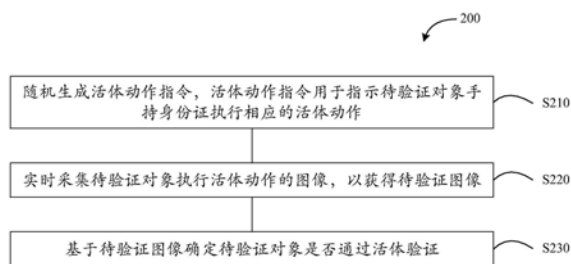 200
随机生成活体动作指令，活体动作指令用于指示待验证对象手
持身份证执行相应的活体动作
S210
实时采集待验证对象执行活体动作的图像，以获得待验证图像
S220
基于待验证图像确定待验证对象是否通过活体验证
S230